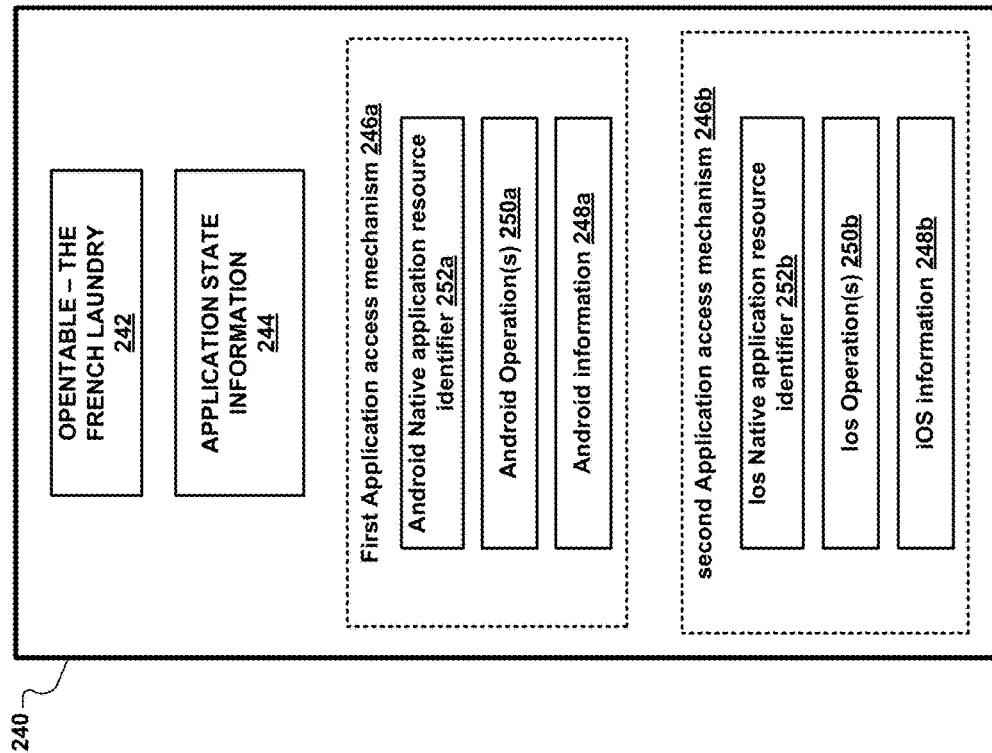 240
OPENTABLE – THE
FRENCH LAUNDRY
242
APPLICATION STATE
INFORMATION
244
First Application access mechanism 246a
Android Native application resource
identifier 252a
Android Operation(s) 250a
Android information 248a
second Application access mechanism 246b
Ios Native application resource
identifier 252b
Ios Operation(s) 250b
iOS information 248b